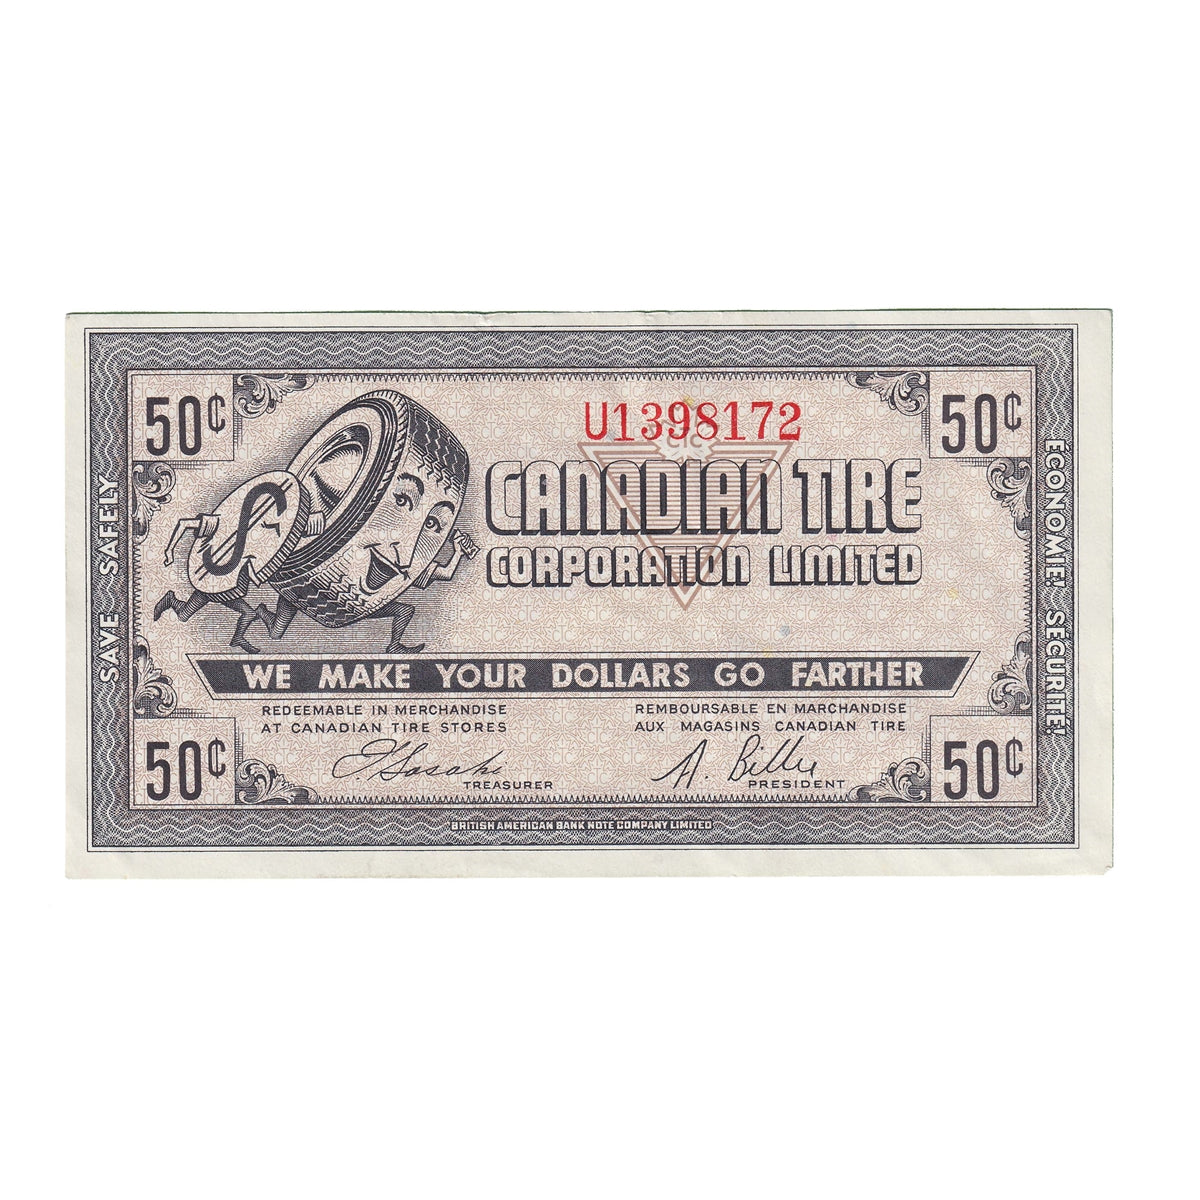 50¢
U1398172
50¢
CANADIAN TIRE
CORPORATION LIMITED
SAVE SAFELY
ÉCONOMIE! SÉCURITÉ!
WE MAKE YOUR DOLLARS GO FARTHER
REDEEMABLE IN MERCHANDISE
AT CANADIAN TIRE STORES
REMBOURSABLE EN MARCHANDISE
AUX MAGASINS CANADIAN TIRE
50¢
TREASURER
A. Billes
PRESIDENT
50¢
BRITISH AMERICAN BANK NOTE COMPANY LIMITED